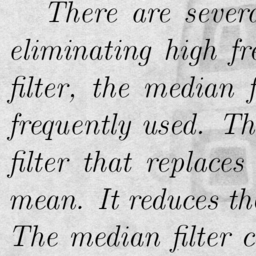 There are severa
eliminating high fre
filter, the median f
frequently used. Th
filter that replaces
mean. It reduces the
The median filter c